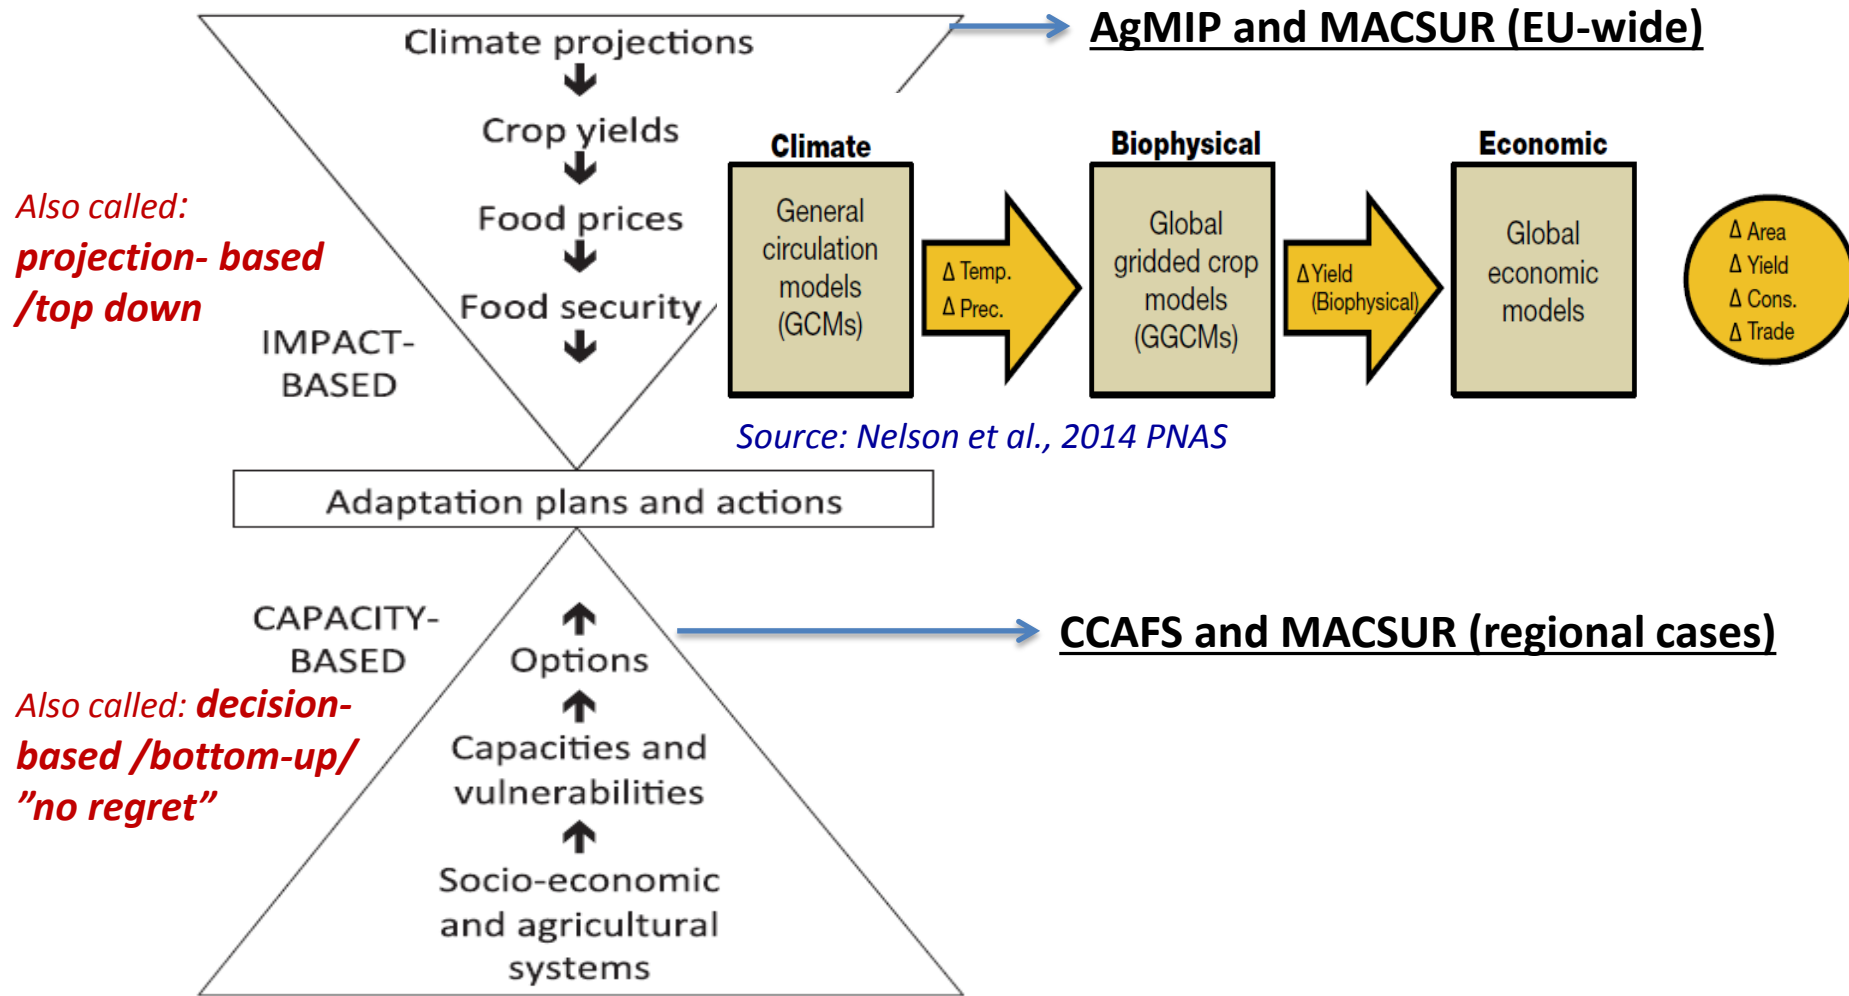 AgMIP and MACSUR (EU-wide)
Climate projections
Crop yields
Food prices
Food security
IMPACT-
BASED
Also called:
projection- based
/top down
Climate
General
circulation
models
(GCMs)
Δ Temp.
Δ Prec.
Biophysical
Global
gridded crop
models
(GGCMs)
Δ Yield
(Biophysical)
Economic
Global
economic
models
Δ Area
Δ Yield
Δ Cons.
Δ Trade
Source: Nelson et al., 2014 PNAS
Adaptation plans and actions
CAPACITY-
BASED
Options
Capacities and
vulnerabilities
Socio-economic
and agricultural
systems
CCAFS and MACSUR (regional cases)
Also called: decision-
based /bottom-up/
”no regret”